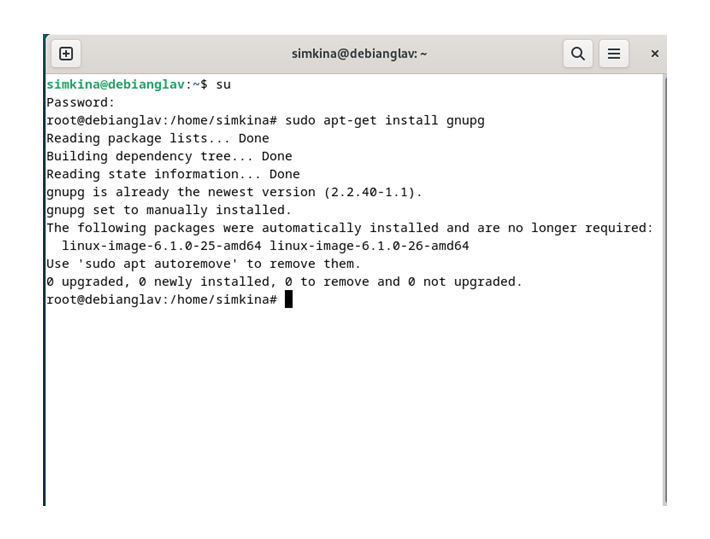 simkina@debianglav: ~
simkina@debianglav:~$ su
Password:
root@debianglav:/home/simkina# sudo apt-get install gnupg
Reading package lists... Done
Building dependency tree... Done
Reading state information... Done
gnupg is already the newest version (2.2.40-1.1).
gnupg set to manually installed.
The following packages were automatically installed and are no longer required:
  linux-image-6.1.0-25-amd64 linux-image-6.1.0-26-amd64
Use 'sudo apt autoremove' to remove them.
0 upgraded, 0 newly installed, 0 to remove and 0 not upgraded.
root@debianglav:/home/simkina#